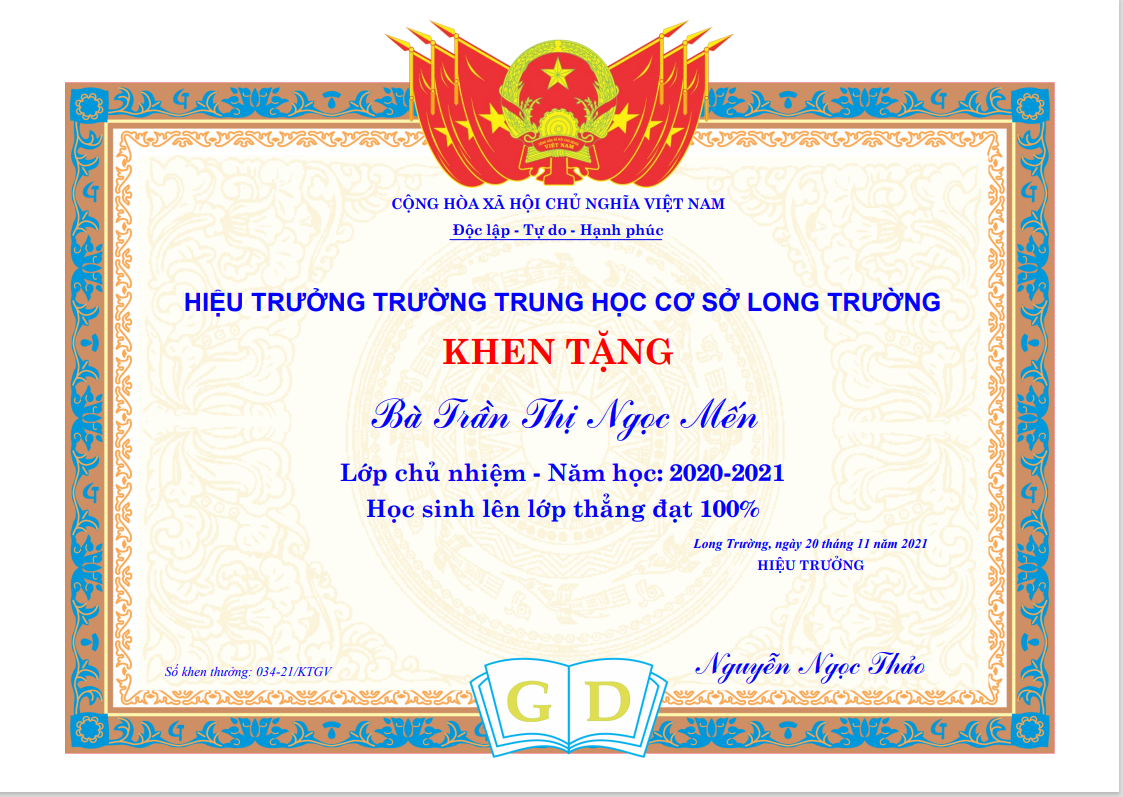 VIỆT NAM
CỘNG HÒA XÃ HỘI CHỦ NGHĨA VIỆT NAM
Độc lập - Tự do - Hạnh phúc
HIỆU TRƯỞNG TRƯỜNG TRUNG HỌC CƠ SỞ LONG TRƯỜNG
KHEN TẶNG
Bà Trần Thị Ngọc Mến
Lớp chủ nhiệm - Năm học: 2020-2021
Học sinh lên lớp thẳng đạt 100%
Long Trường, ngày 20 tháng 11 năm 2021
HIỆU TRƯỞNG
Nguyễn Ngọc Thảo
Số khen thưởng: 034-21/KTGV
G D